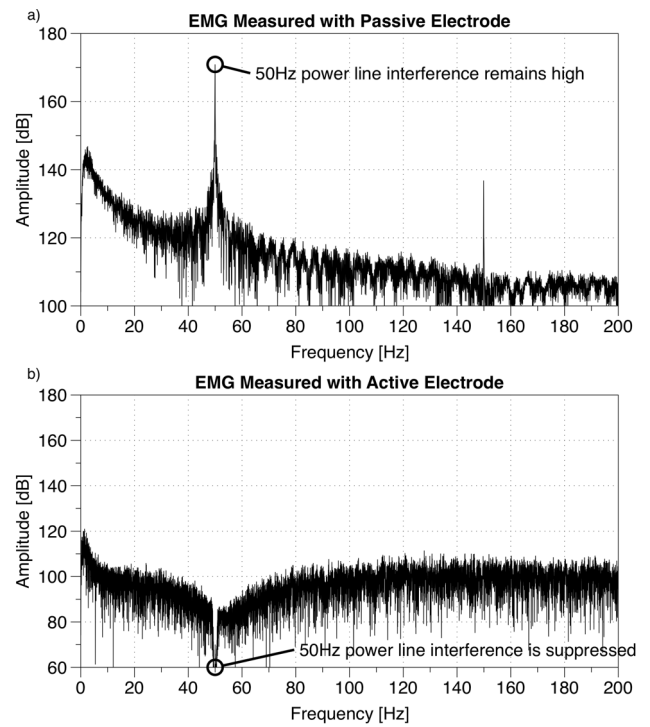 a)
EMG Measured with Passive Electrode
180
160
140
120
100
Amplitude [dB]
50Hz power line interference remains high
0 20 40 60 80 100 120 140 160 180 200
Frequency [Hz]
b)
EMG Measured with Active Electrode
180
160
140
120
100
80
60
Amplitude [dB]
50Hz power line interference is suppressed
0 20 40 60 80 100 120 140 160 180 200
Frequency [Hz]